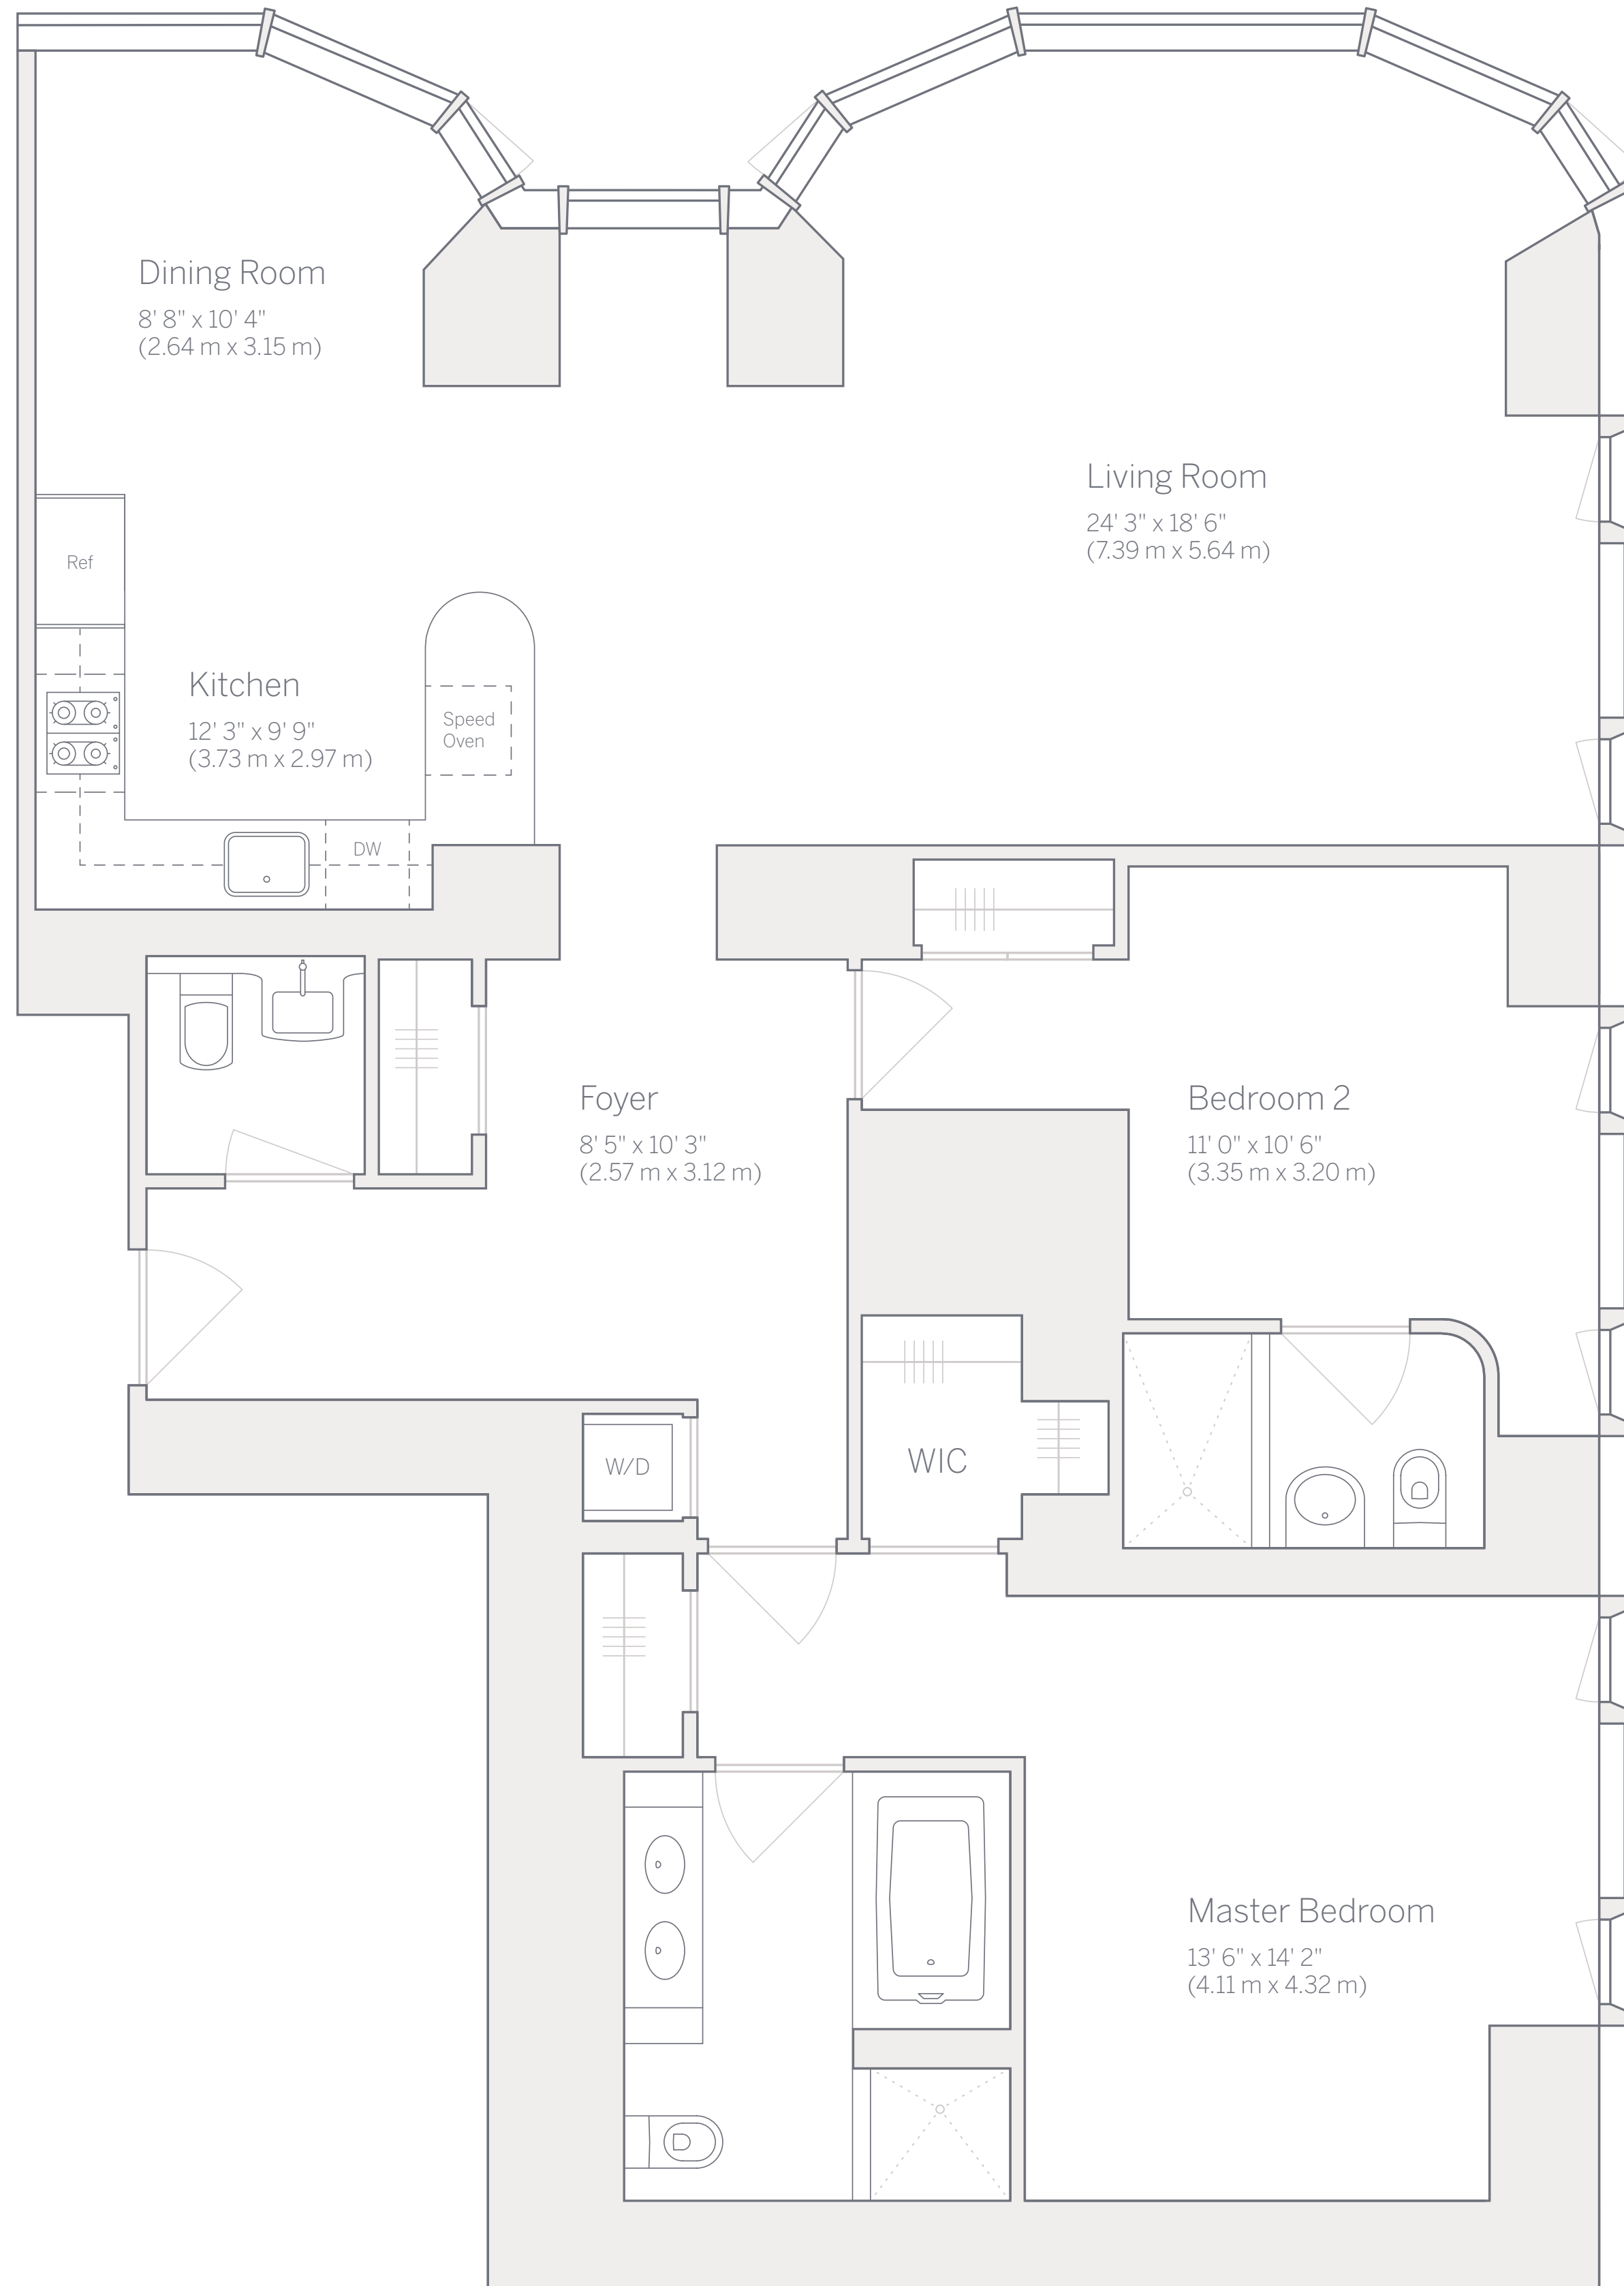 Dining Room
8' 8" x 10' 4"
(2.64 m x 3.15 m)
Living Room
24' 3" x 18' 6"
(7.39 m x 5.64 m)
Ref
Kitchen
12' 3" x 9' 9"
(3.73 m x 2.97 m)
Speed
Oven
DW
Foyer
8' 5" x 10' 3"
(2.57 m x 3.12 m)
Bedroom 2
11' 0" x 10' 6"
(3.35 m x 3.20 m)
WIC
W/D
Master Bedroom
13' 6" x 14' 2"
(4.11 m x 4.32 m)